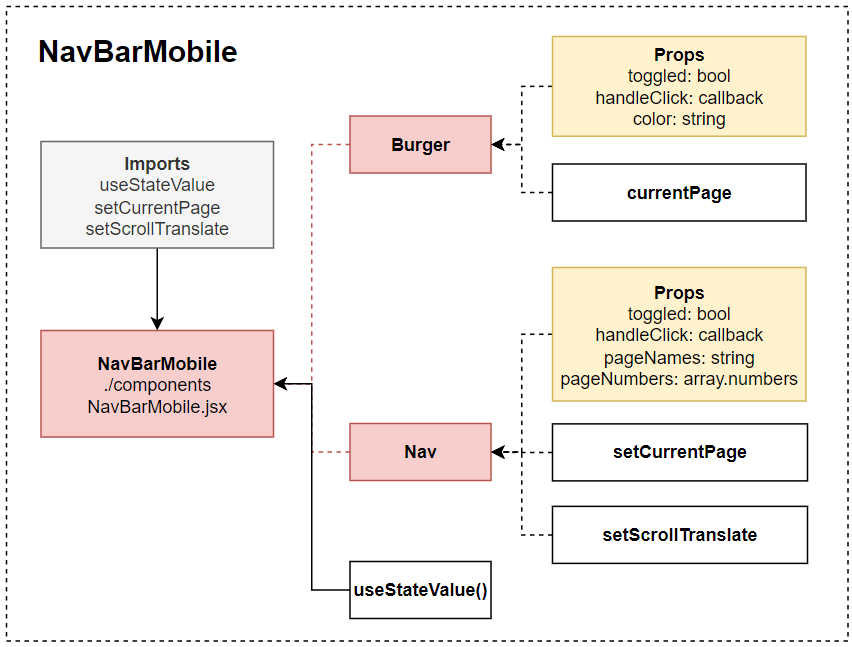 NavBarMobile
Imports
useStateValue
setCurrentPage
setScrollTranslate
NavBarMobile
./components
NavBarMobile.jsx
Burger
Nav
useStateValue()
Props
toggled: bool
handleClick: callback
color: string
currentPage
Props
toggled: bool
handleClick: callback
pageNames: string
pageNumbers: array.numbers
setCurrentPage
setScrollTranslate